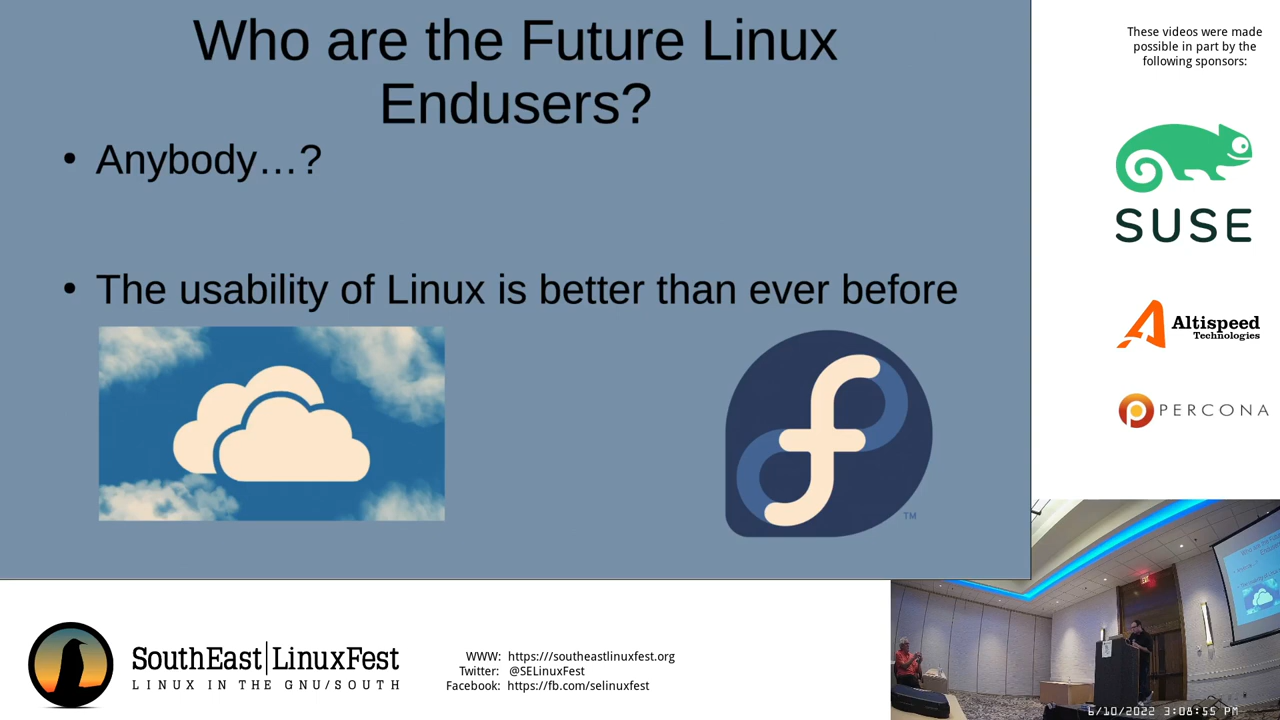 Who are the Future Linux
Endusers?
• Anybody…?
• The usability of Linux is better than ever before
TM
These videos were made
possible in part by the
following sponsors:
SUSE
Altispeed
Technologies
PERCONA
SouthEast|LinuxFest
LINUX IN THE GNU/SOUTH
WWW: https:///southeastlinuxfest.org
Twitter: @SELinuxFest
Facebook: https://fb.com/selinuxfest
6/10/2022 3:08:55 PM